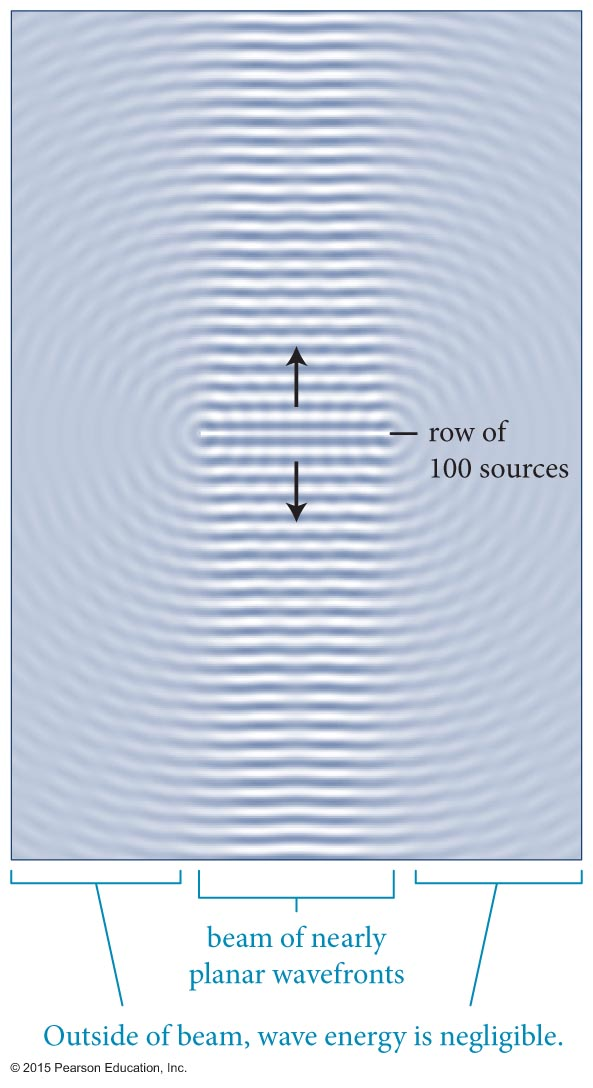 row of
100 sources
beam of nearly
planar wavefronts
Outside of beam, wave energy is negligible.
© 2015 Pearson Education, Inc.